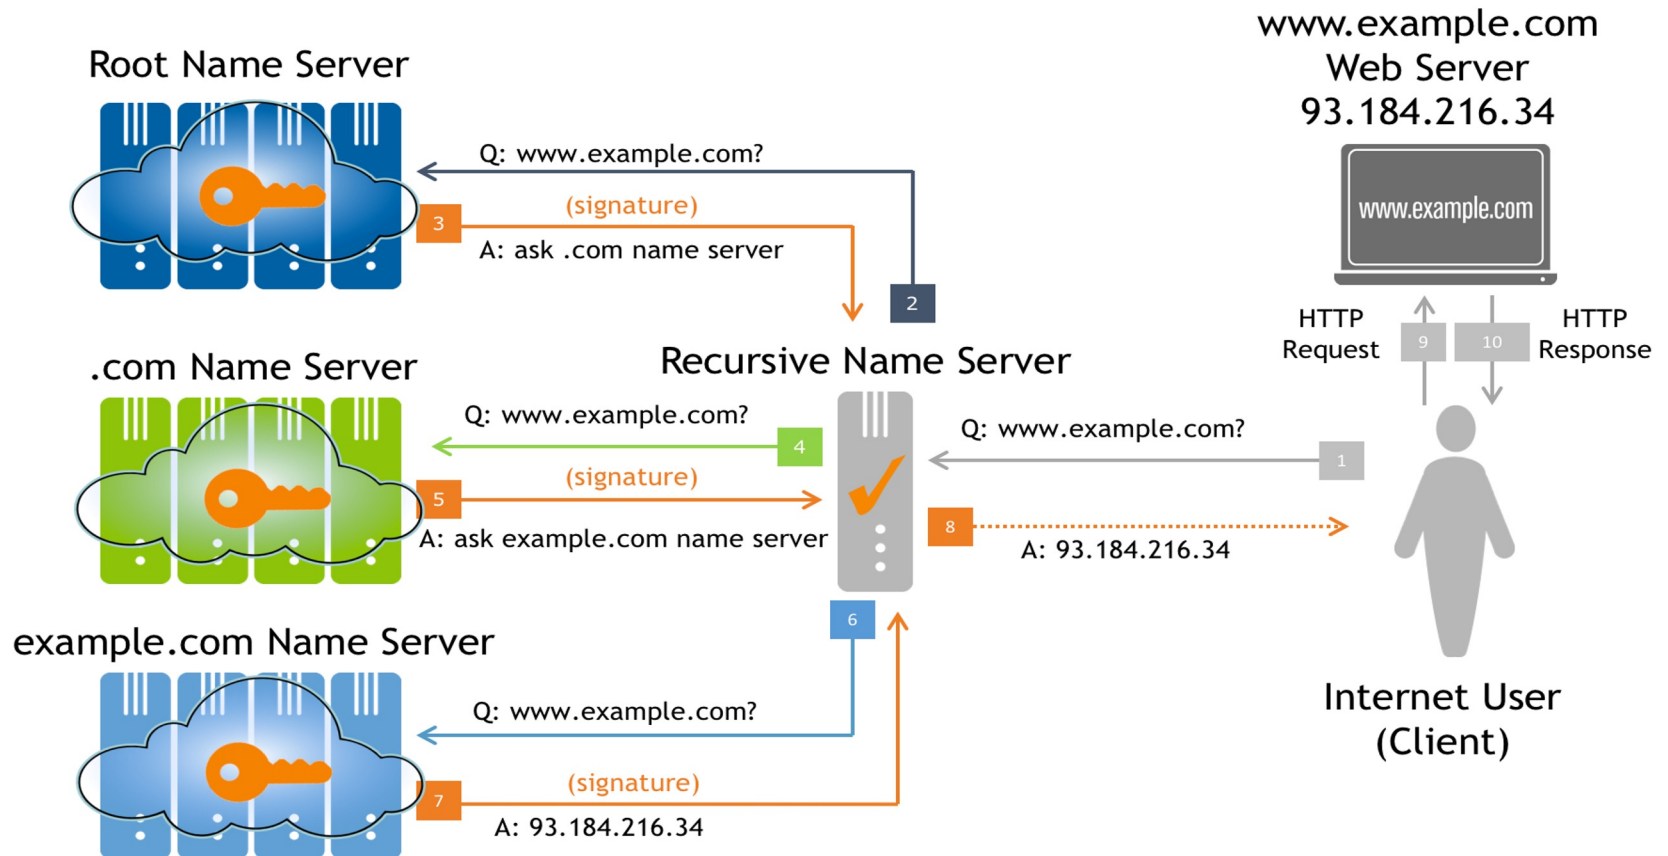 www.example.com
Web Server
93.184.216.34
Root Name Server
Q: www.example.com?
(signature)
3
A: ask .com name server
2
www.example.com
HTTP
Request
9
10
HTTP
Response
.com Name Server
Recursive Name Server
Q: www.example.com?
4
(signature)
5
A: ask example.com name server
Q: www.example.com?
1
8
A: 93.184.216.34
example.com Name Server
6
Q: www.example.com?
(signature)
7
A: 93.184.216.34
Internet User
(Client)